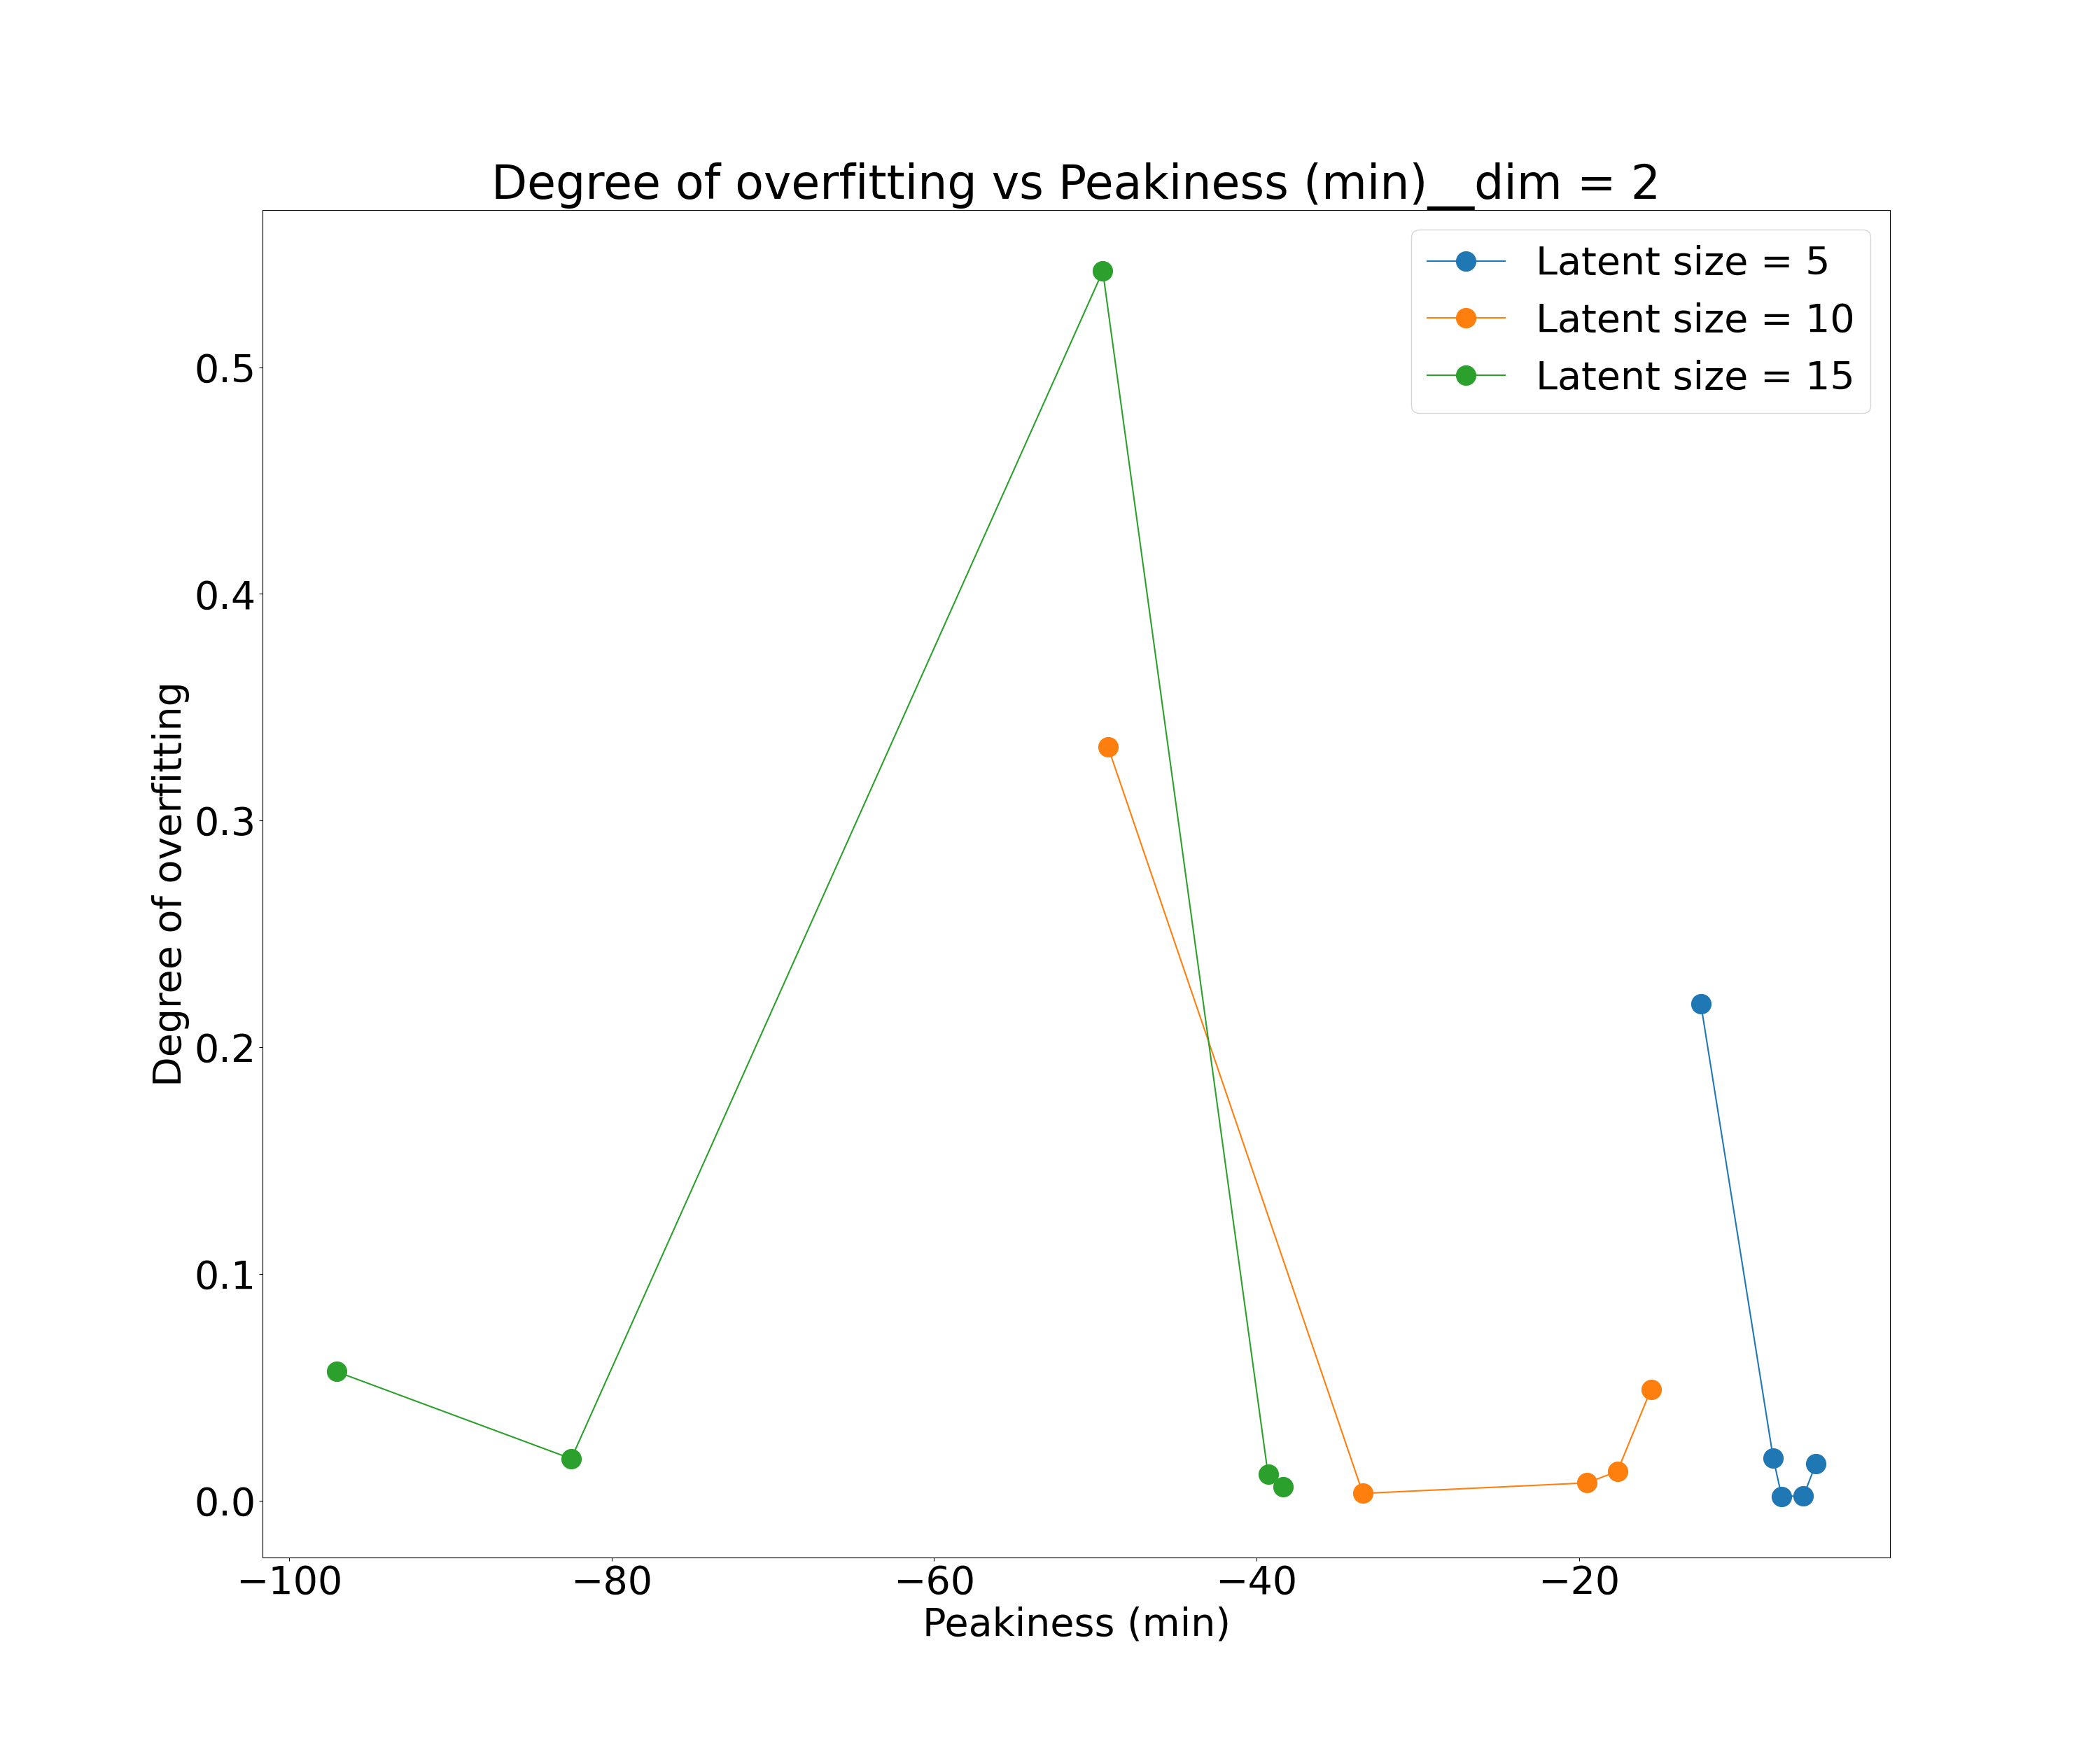 Degree of overfitting vs Peakiness (min)__dim = 2
Latent size = 5
Latent size = 10
Latent size = 15
Degree of overfitting
0.5
0.4
0.3
0.2
0.1
0.0
−100 −80 −60 −40 −20
Peakiness (min)